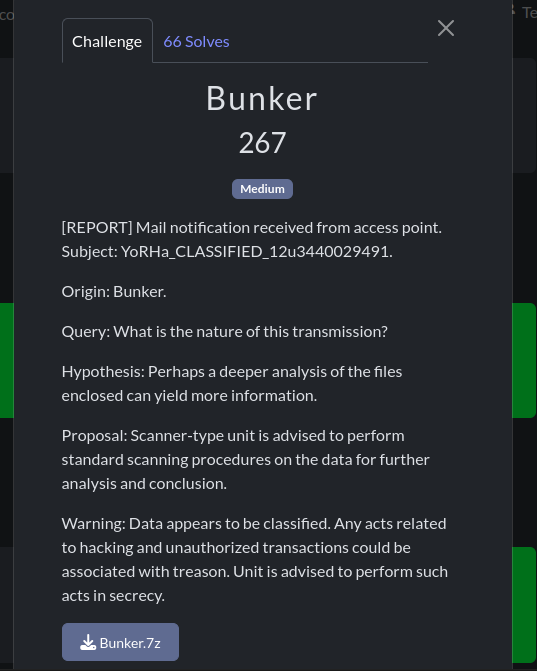 co
Te
Challenge
66 Solves
Bunker
267
Medium
[REPORT] Mail notification received from access point.
Subject: YoRHa_CLASSIFIED_12u3440029491.
Origin: Bunker.
Query: What is the nature of this transmission?
Hypothesis: Perhaps a deeper analysis of the files
enclosed can yield more information.
Proposal: Scanner-type unit is advised to perform
standard scanning procedures on the data for further
analysis and conclusion.
Warning: Data appears to be classified. Any acts related
to hacking and unauthorized transactions could be
associated with treason. Unit is advised to perform such
acts in secrecy.
Bunker.7z